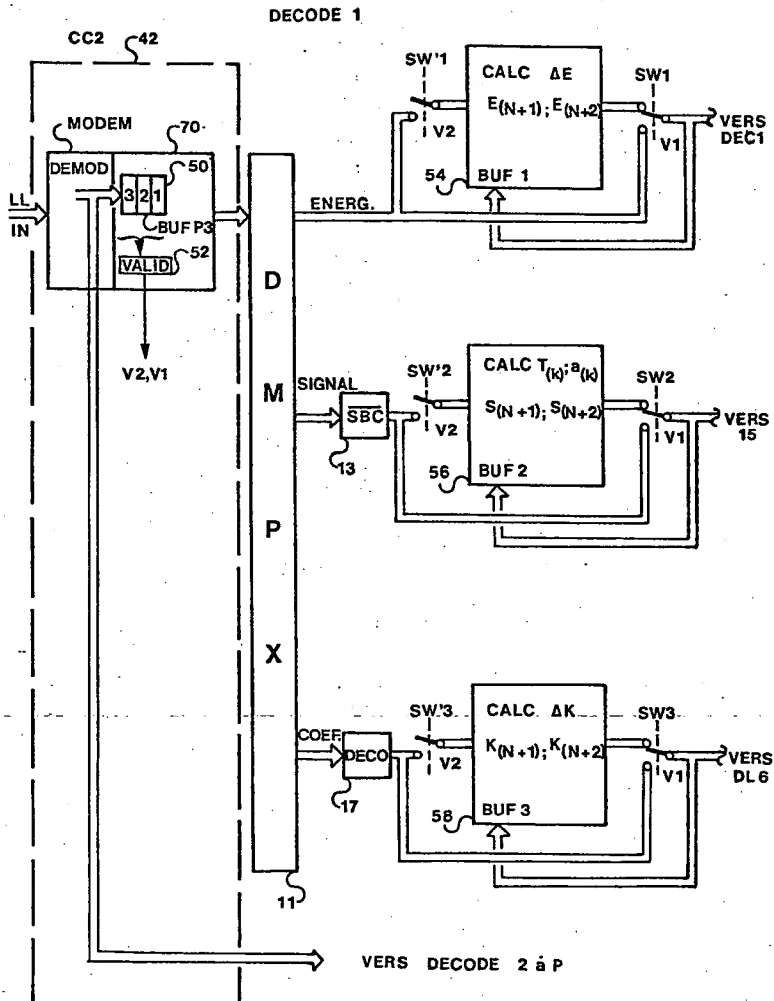 DECODE 1
CC2 42
MODEM 70
DEMOD
3 2 1
50
BUF P3
VALID
52
LL
IN
V2,V1
D
M
P
X
11
ENERG.
SW'1
V2
CALC ΔE
E(N+1); E(N+2)
BUF 1
54
SW1
V1
VERS
DEC1
SIGNAL
SBC
13
SW'2
V2
CALC T(k); a(k)
S(N+1); S(N+2)
BUF 2
56
SW2
V1
VERS
15
COEF.
DECO
17
SW'3
V2
CALC ΔK
K(N+1); K(N+2)
BUF 3
58
SW3
V1
VERS
DL6
VERS DECODE 2 á P